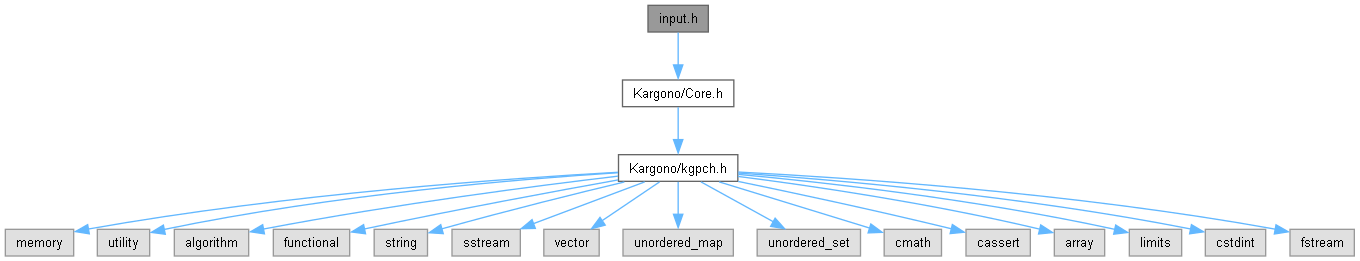 input.h
Kargono/Core.h
Kargono/kgpch.h
memory utility algorithm functional string sstream vector unordered_map unordered_set cmath cassert array limits cstdint fstream